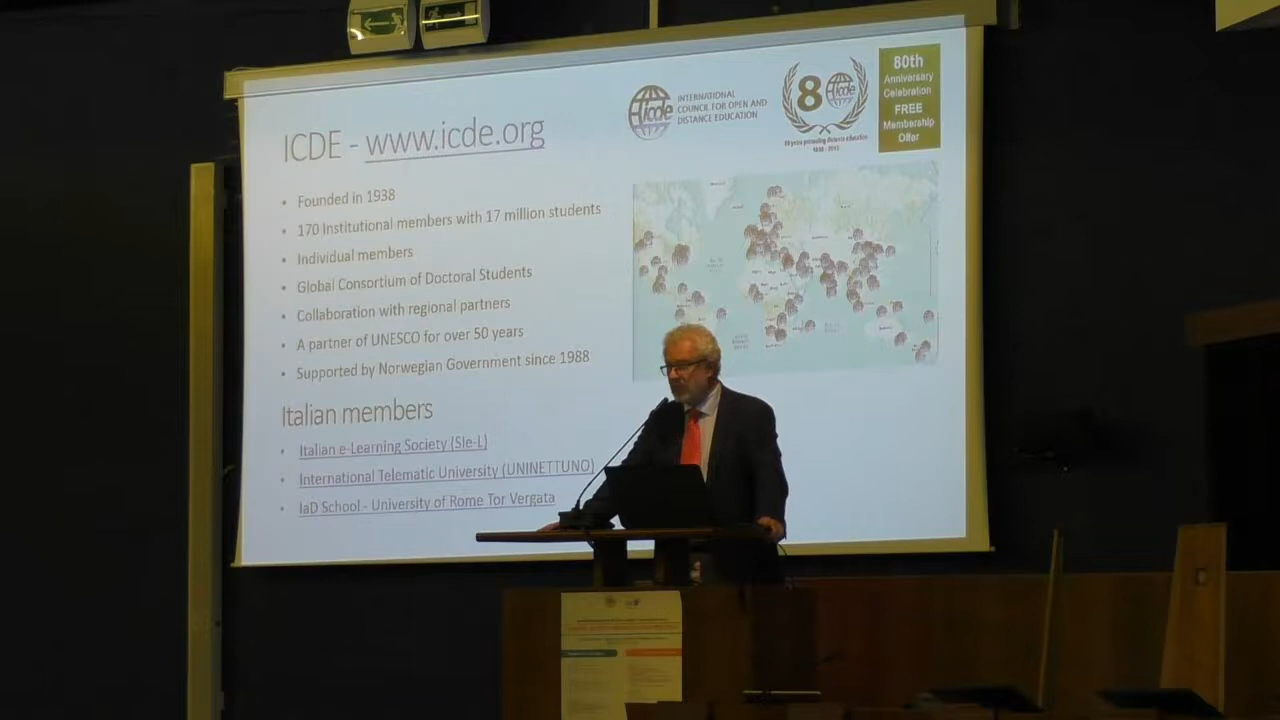 ICDE - www.icde.org
icde
INTERNATIONAL
COUNCIL FOR OPEN AND
DISTANCE EDUCATION
80 icde
80th
Anniversary
Celebration
FREE
Membership
Offer
• Founded in 1938
• 170 Institutional members with 17 million students
• Individual members
• Global Consortium of Doctoral Students
• Collaboration with regional partners
• A partner of UNESCO for over 50 years
• Supported by Norwegian Government since 1988
Italian members
• Italian e-Learning Society (SIe-L)
• International Telematic University (UNINETTUNO)
• IaD School - University of Rome Tor Vergata